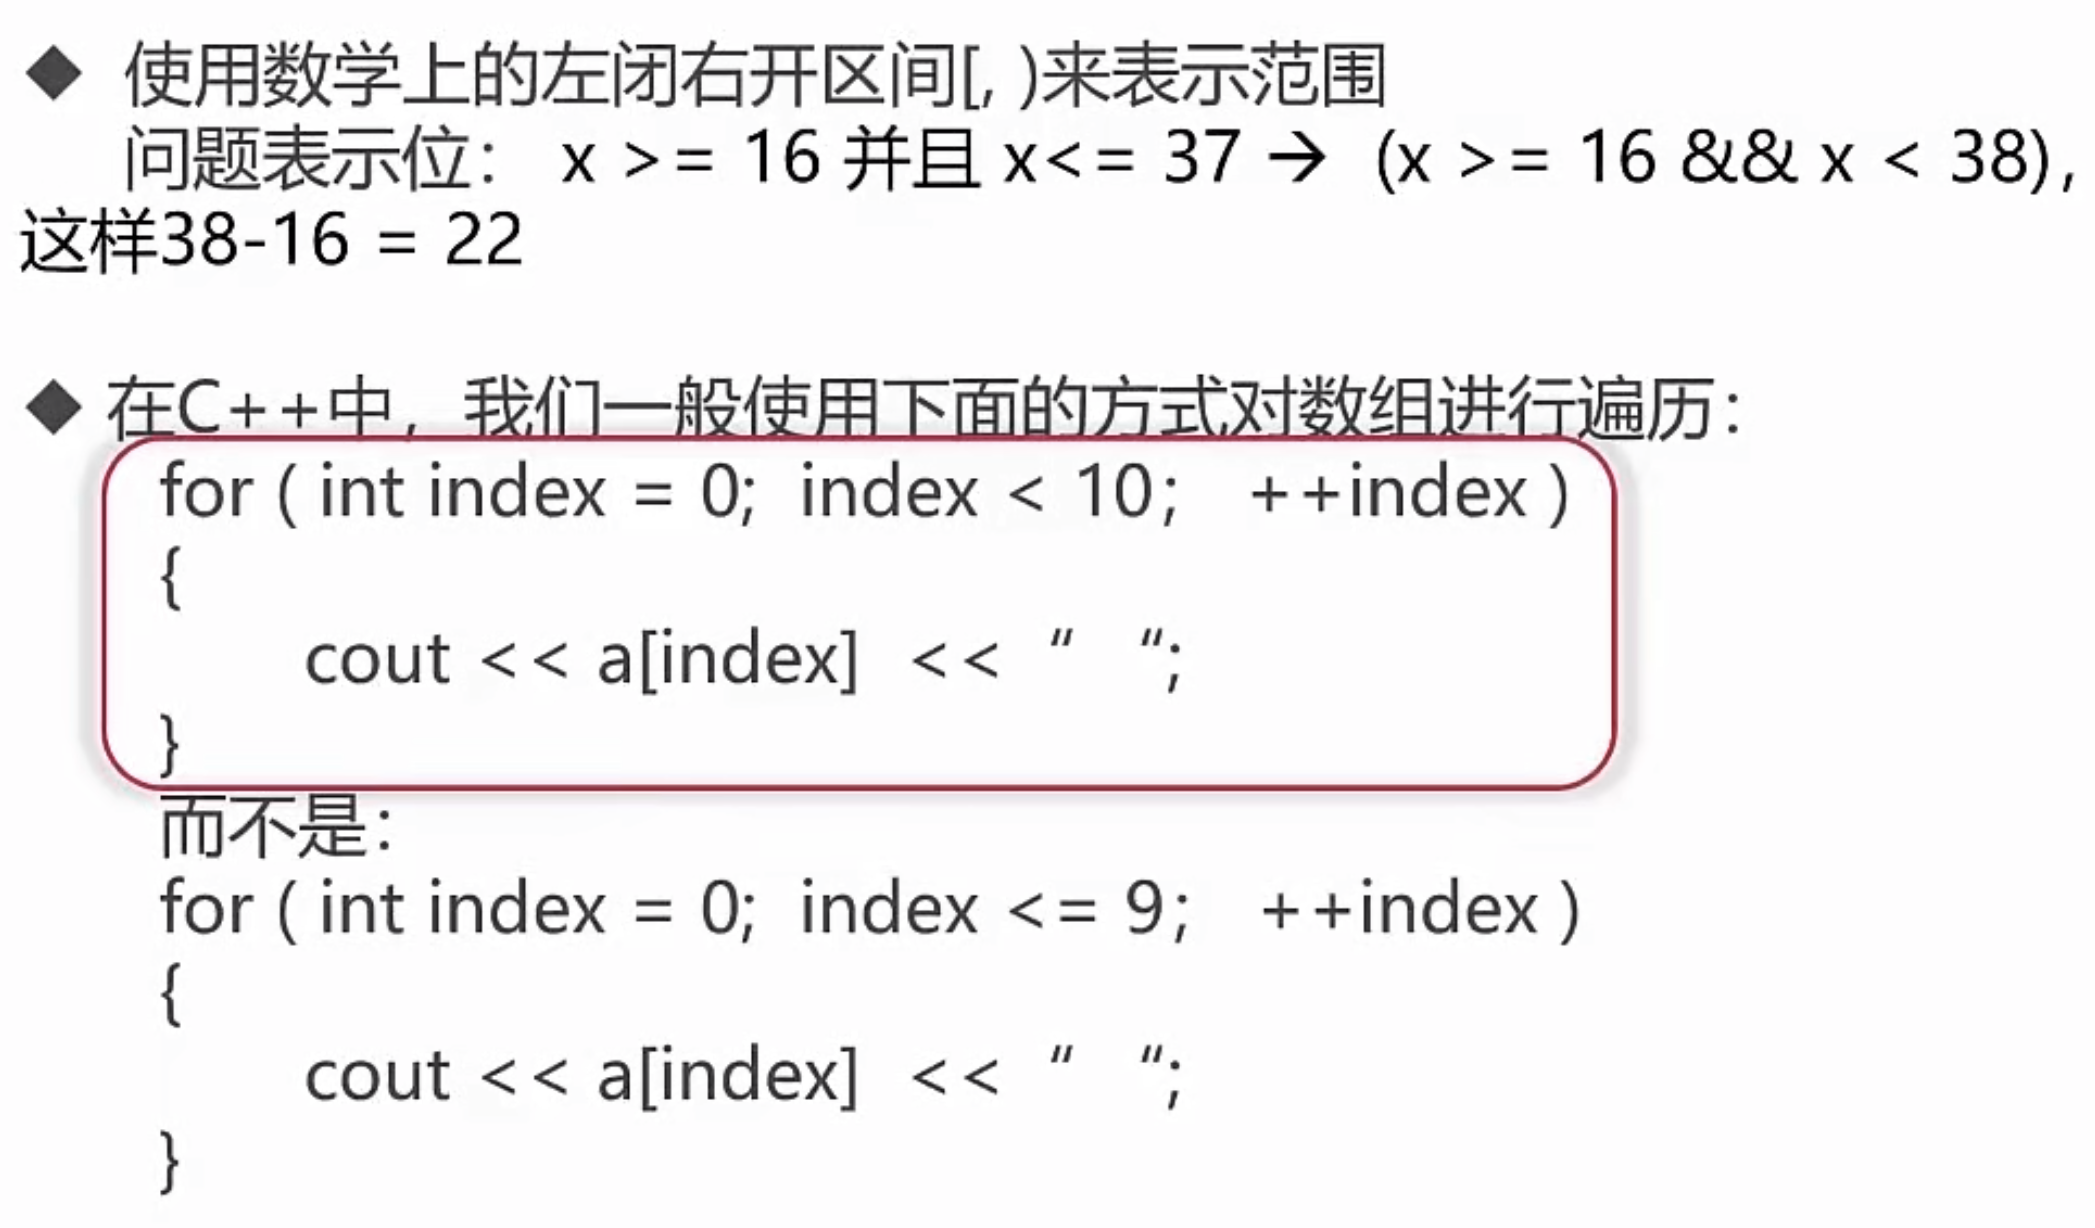 ◆ 使用数学上的左闭右开区间[, )来表示范围
问题表示位： x >= 16 并且 x<= 37 → (x >= 16 && x < 38)，
这样38-16 = 22
◆ 在C++中，我们一般使用下面的方式对数组进行遍历：
for ( int index = 0; index < 10; ++index )
{
cout << a[index] << “ “;
}
而不是：
for ( int index = 0; index <= 9; ++index )
{
cout << a[index] << “ “;
}